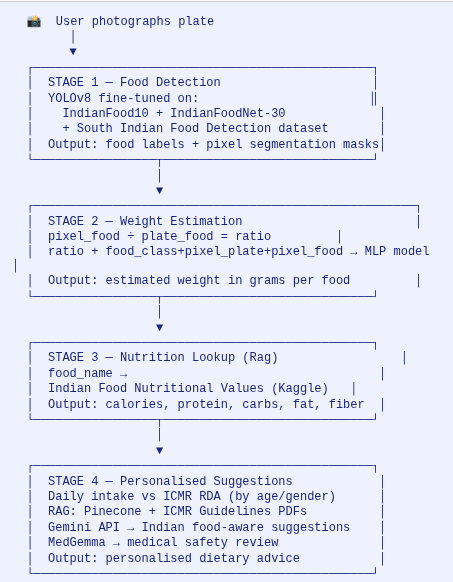 User photographs plate
STAGE 1 — Food Detection
YOLOv8 fine-tuned on:
IndianFood10 + IndianFoodNet-30
+ South Indian Food Detection dataset
Output: food labels + pixel segmentation masks
STAGE 2 — Weight Estimation
pixel_food ÷ plate_food = ratio
ratio + food_class+pixel_plate+pixel_food → MLP model
Output: estimated weight in grams per food
STAGE 3 — Nutrition Lookup (Rag)
food_name →
Indian Food Nutritional Values (Kaggle)
Output: calories, protein, carbs, fat, fiber
STAGE 4 — Personalised Suggestions
Daily intake vs ICMR RDA (by age/gender)
RAG: Pinecone + ICMR Guidelines PDFs
Gemini API → Indian food-aware suggestions
MedGemma → medical safety review
Output: personalised dietary advice